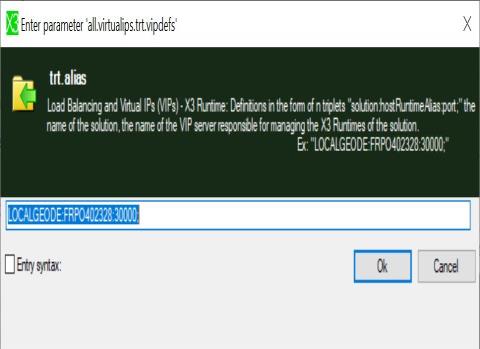 X3 Enter parameter 'all.virtualips.trt.vipdefs'
X
trt.alias
Load Balancing and Virtual IPs (VIPs) - X3 Runtime: Definitions in the form of n triplets "solution:hostRuntimeAlias:port;" the
name of the solution, the name of the VIP server responsible for managing the X3 Runtimes of the solution.
Ex: "LOCALGEODE:FRPO402328:30000;"
LOCALGEODE:FRPO402328:30000;
Entry syntax:
Ok
Cancel